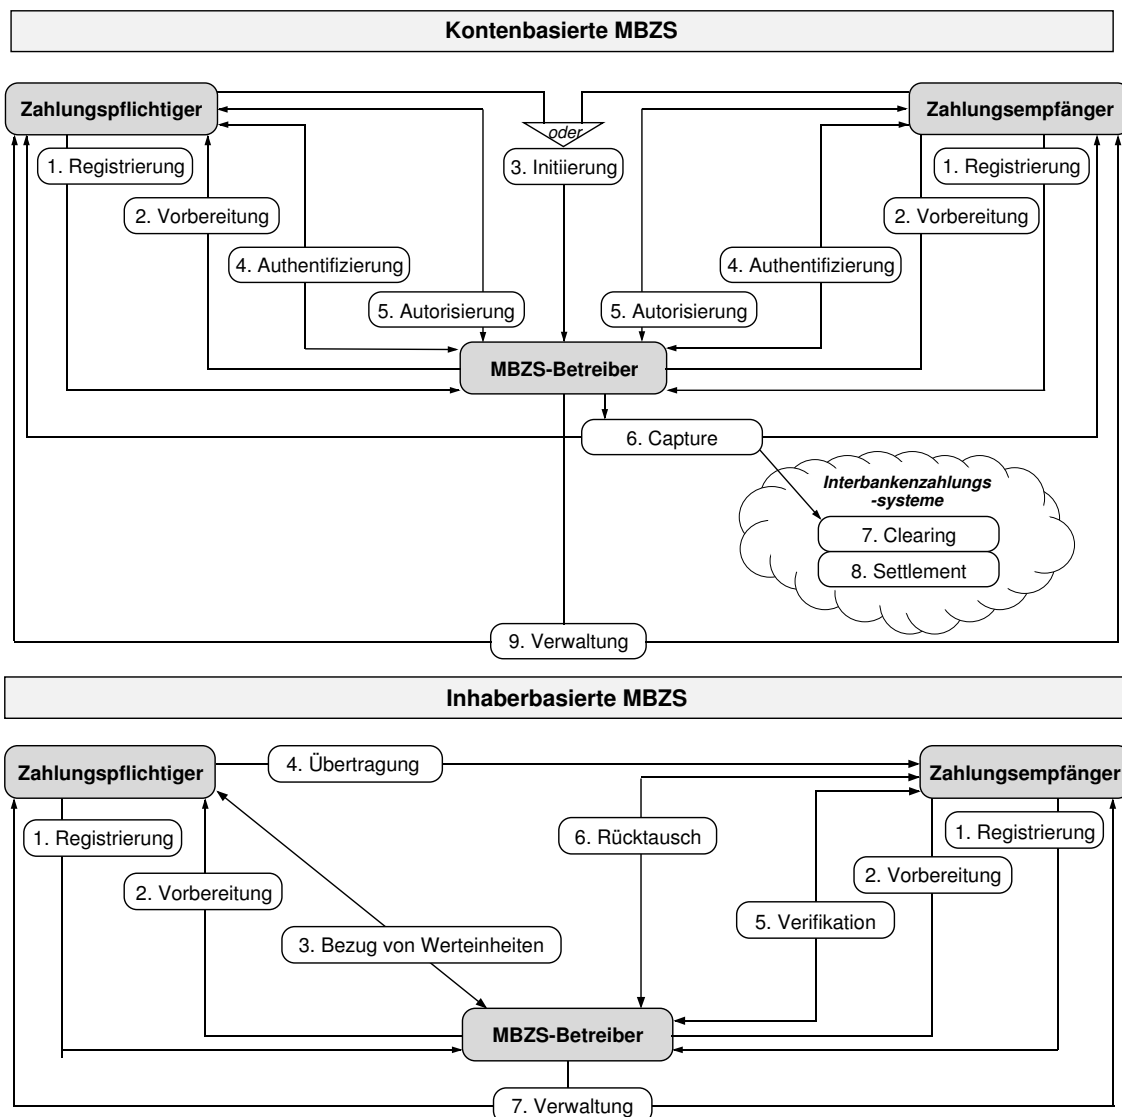 Kontenbasierte MBZS
Zahlungspflichtiger
Zahlungsempfänger
oder
1. Registrierung
3. Initiierung
1. Registrierung
2. Vorbereitung
2. Vorbereitung
4. Authentifizierung
4. Authentifizierung
5. Autorisierung
5. Autorisierung
MBZS-Betreiber
6. Capture
Interbankenzahlungs
-systeme
7. Clearing
8. Settlement
9. Verwaltung
Inhaberbasierte MBZS
Zahlungspflichtiger
4. Übertragung
Zahlungsempfänger
1. Registrierung
6. Rücktausch
1. Registrierung
2. Vorbereitung
2. Vorbereitung
5. Verifikation
3. Bezug von Werteinheiten
MBZS-Betreiber
7. Verwaltung